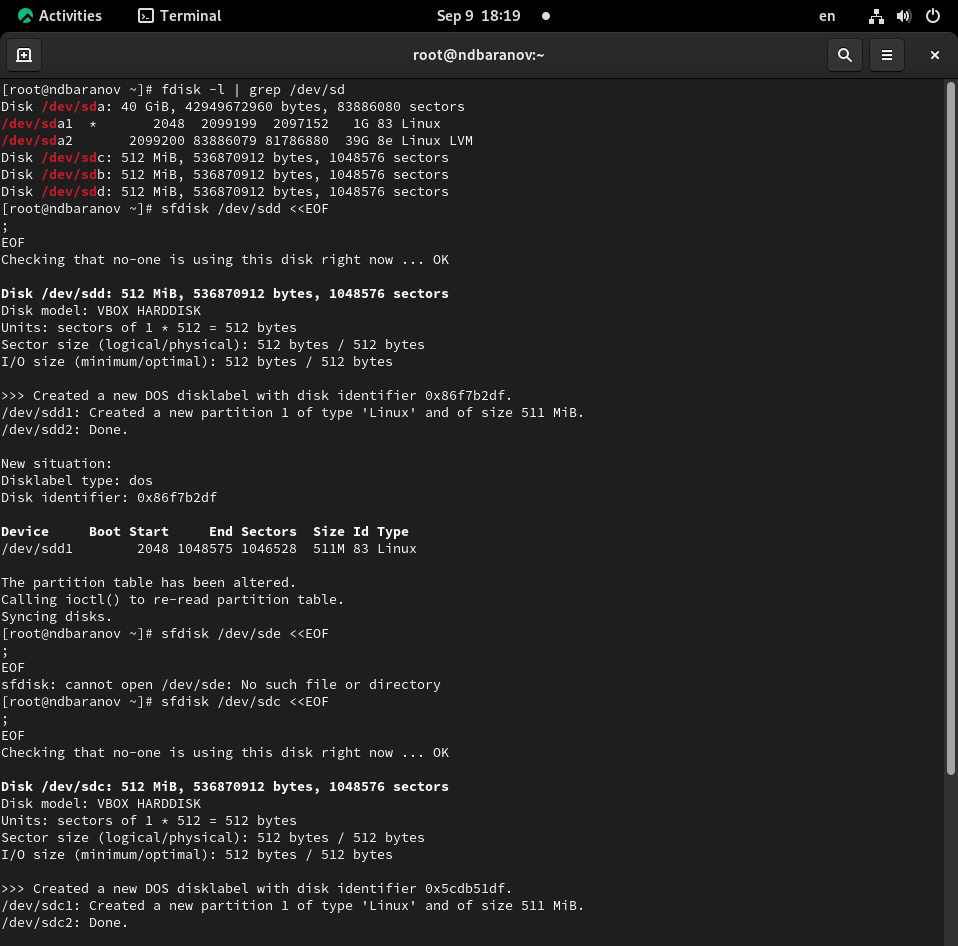 Activities Terminal Sep 9 18:19 en
root@ndbaranov:~
[root@ndbaranov ~]# fdisk -l | grep /dev/sd
Disk /dev/sda: 40 GiB, 42949672960 bytes, 83886080 sectors
/dev/sda1  *       2048  2099199  2097152   1G 83 Linux
/dev/sda2       2099200 83886079 81786880  39G 8e Linux LVM
Disk /dev/sdc: 512 MiB, 536870912 bytes, 1048576 sectors
Disk /dev/sdb: 512 MiB, 536870912 bytes, 1048576 sectors
Disk /dev/sdd: 512 MiB, 536870912 bytes, 1048576 sectors
[root@ndbaranov ~]# sfdisk /dev/sdd <<EOF
;
EOF
Checking that no-one is using this disk right now ... OK
Disk /dev/sdd: 512 MiB, 536870912 bytes, 1048576 sectors
Disk model: VBOX HARDDISK
Units: sectors of 1 * 512 = 512 bytes
Sector size (logical/physical): 512 bytes / 512 bytes
I/O size (minimum/optimal): 512 bytes / 512 bytes
>>> Created a new DOS disklabel with disk identifier 0x86f7b2df.
/dev/sdd1: Created a new partition 1 of type 'Linux' and of size 511 MiB.
/dev/sdd2: Done.
New situation:
Disklabel type: dos
Disk identifier: 0x86f7b2df
Device     Boot Start     End Sectors  Size Id Type
/dev/sdd1        2048 1048575 1046528  511M 83 Linux
The partition table has been altered.
Calling ioctl() to re-read partition table.
Syncing disks.
[root@ndbaranov ~]# sfdisk /dev/sde <<EOF
;
EOF
sfdisk: cannot open /dev/sde: No such file or directory
[root@ndbaranov ~]# sfdisk /dev/sdc <<EOF
;
EOF
Checking that no-one is using this disk right now ... OK
Disk /dev/sdc: 512 MiB, 536870912 bytes, 1048576 sectors
Disk model: VBOX HARDDISK
Units: sectors of 1 * 512 = 512 bytes
Sector size (logical/physical): 512 bytes / 512 bytes
I/O size (minimum/optimal): 512 bytes / 512 bytes
>>> Created a new DOS disklabel with disk identifier 0x5cdb51df.
/dev/sdc1: Created a new partition 1 of type 'Linux' and of size 511 MiB.
/dev/sdc2: Done.